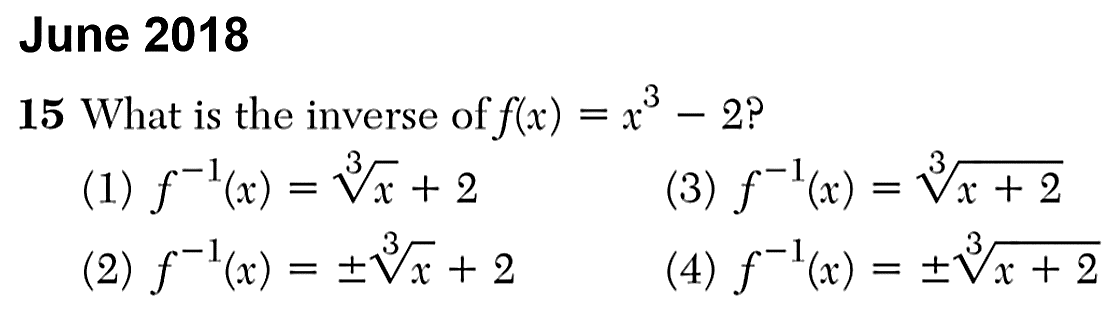 June 2018
15 What is the inverse of f(x) = x³ − 2?
(1) f⁻¹(x) = ∛x + 2 (3) f⁻¹(x) = ∛(x + 2)
(2) f⁻¹(x) = ±∛x + 2 (4) f⁻¹(x) = ±∛(x + 2)